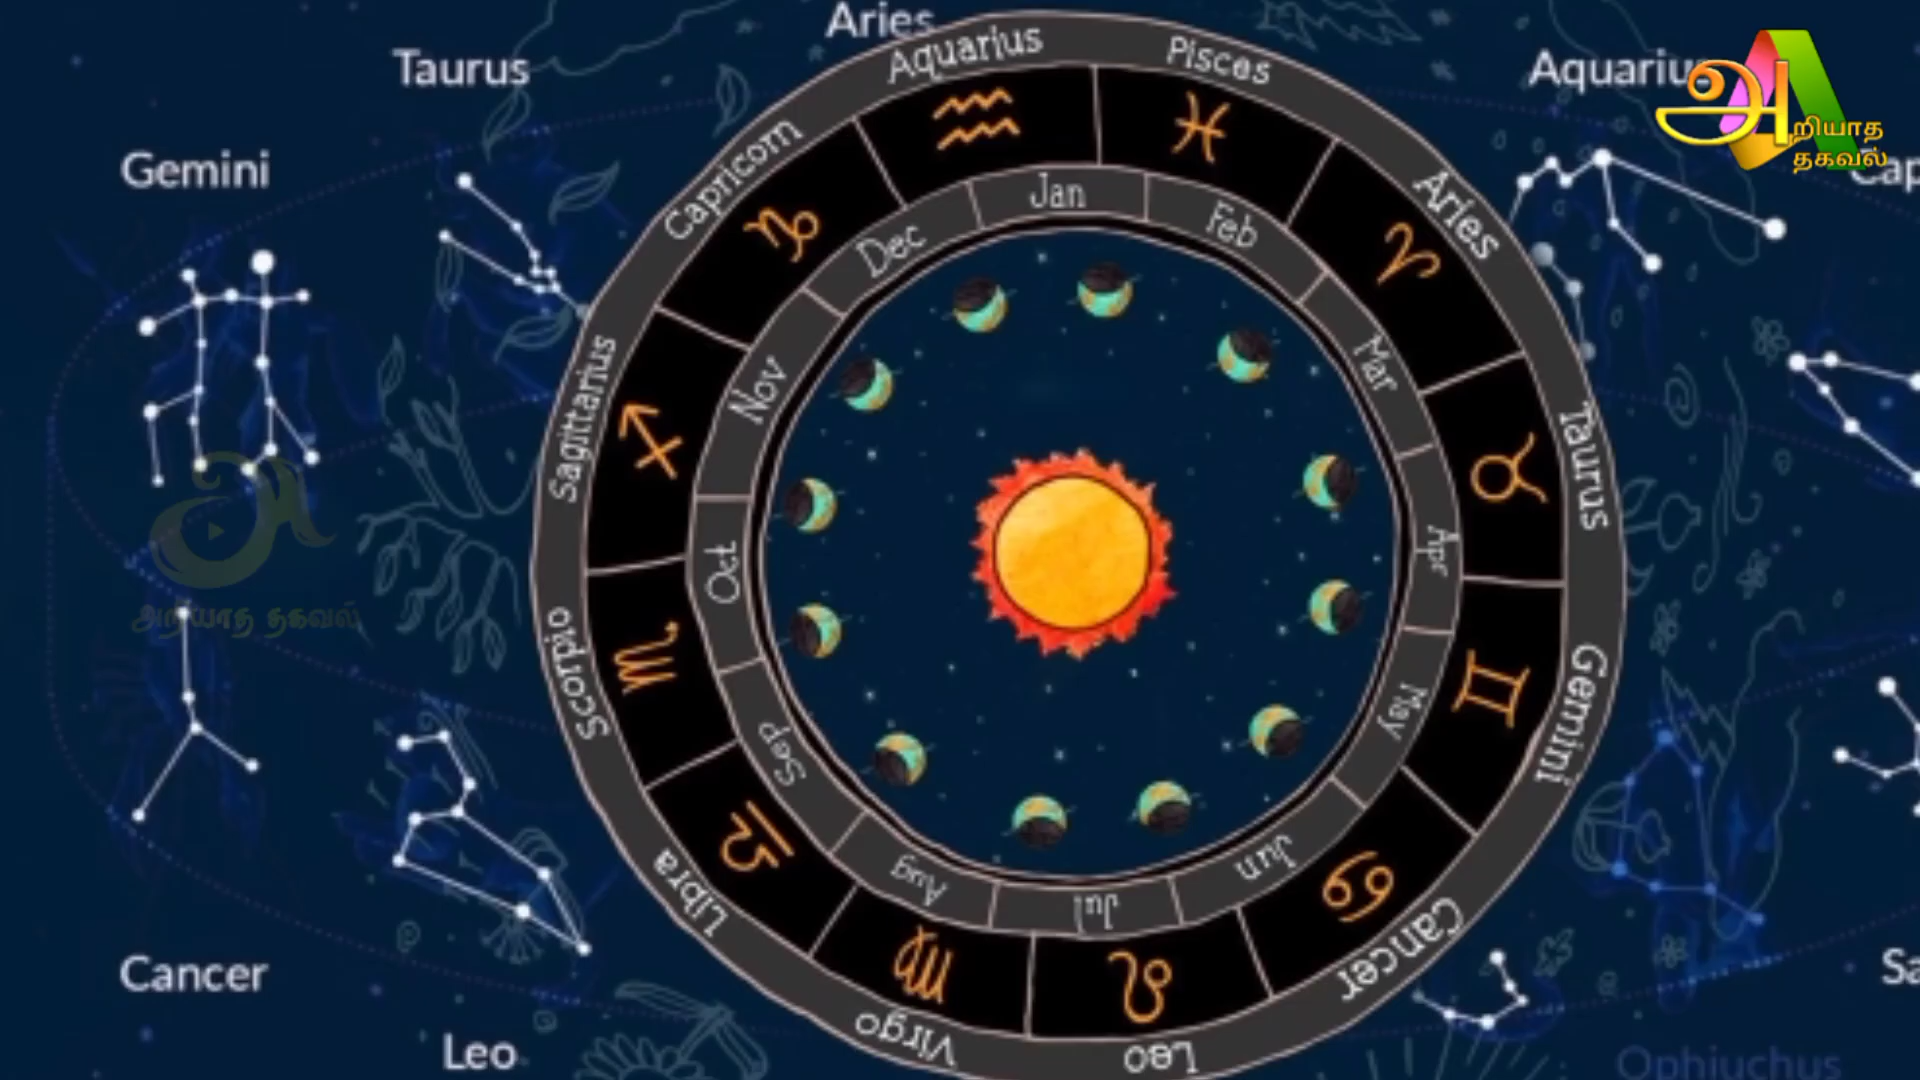 Aries
Taurus
Aquarius
Gemini
Aquarius
Pisces
Aries
Taurus
Gemini
Cancer
Leo
Virgo
Libra
Scorpio
Sagittarius
Capricorn
Jan
Feb
Mar
Apr
May
Jun
Jul
Aug
Sep
Oct
Nov
Dec
அறியாத
தகவல்
அறியாத தகவல்
Cancer
Leo
Ophiuchus